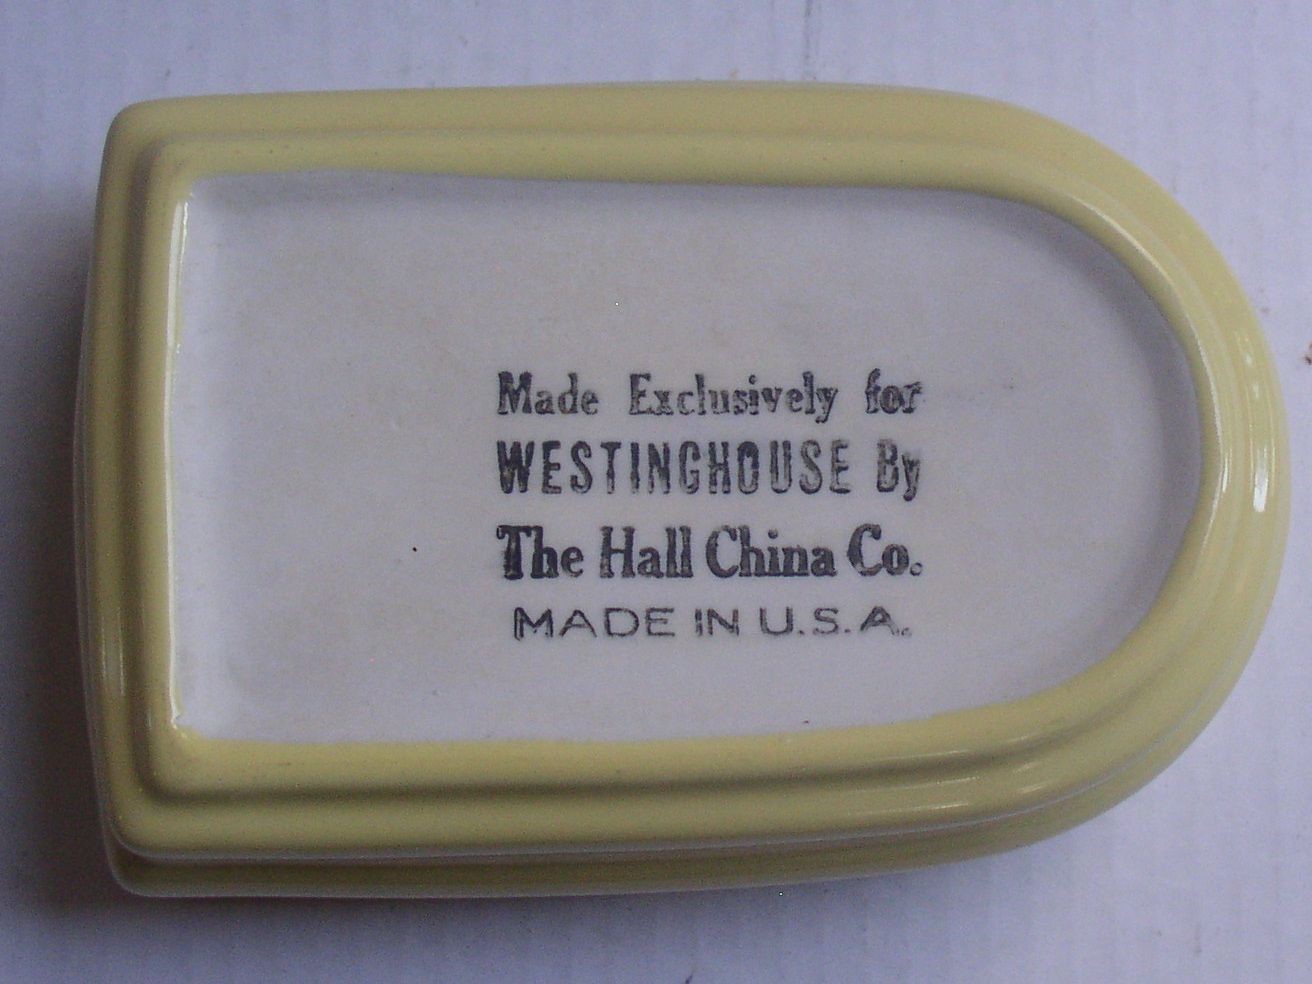 Made Exclusively for
WESTINGHOUSE By
The Hall China Co.
MADE IN U.S.A.